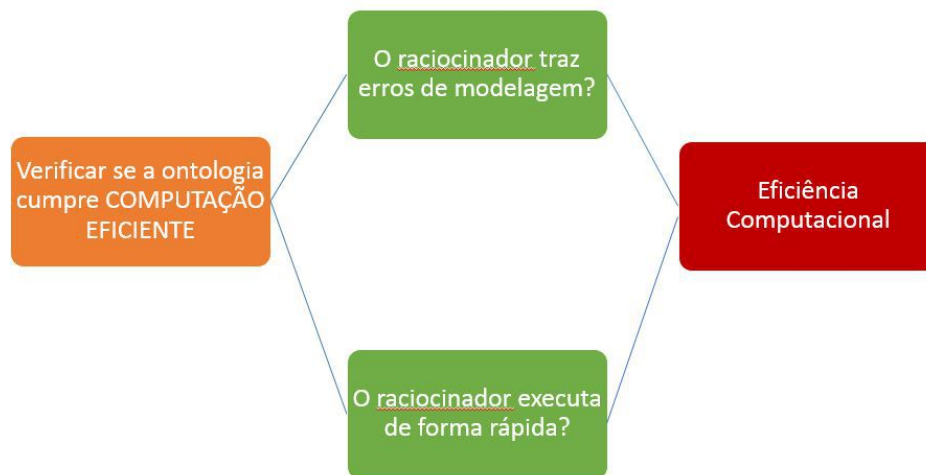 O raciocinador traz
erros de modelagem?
Verificar se a ontologia
cumpre COMPUTAÇÃO
EFICIENTE
Eficiência
Computacional
O raciocinador executa
de forma rápida?